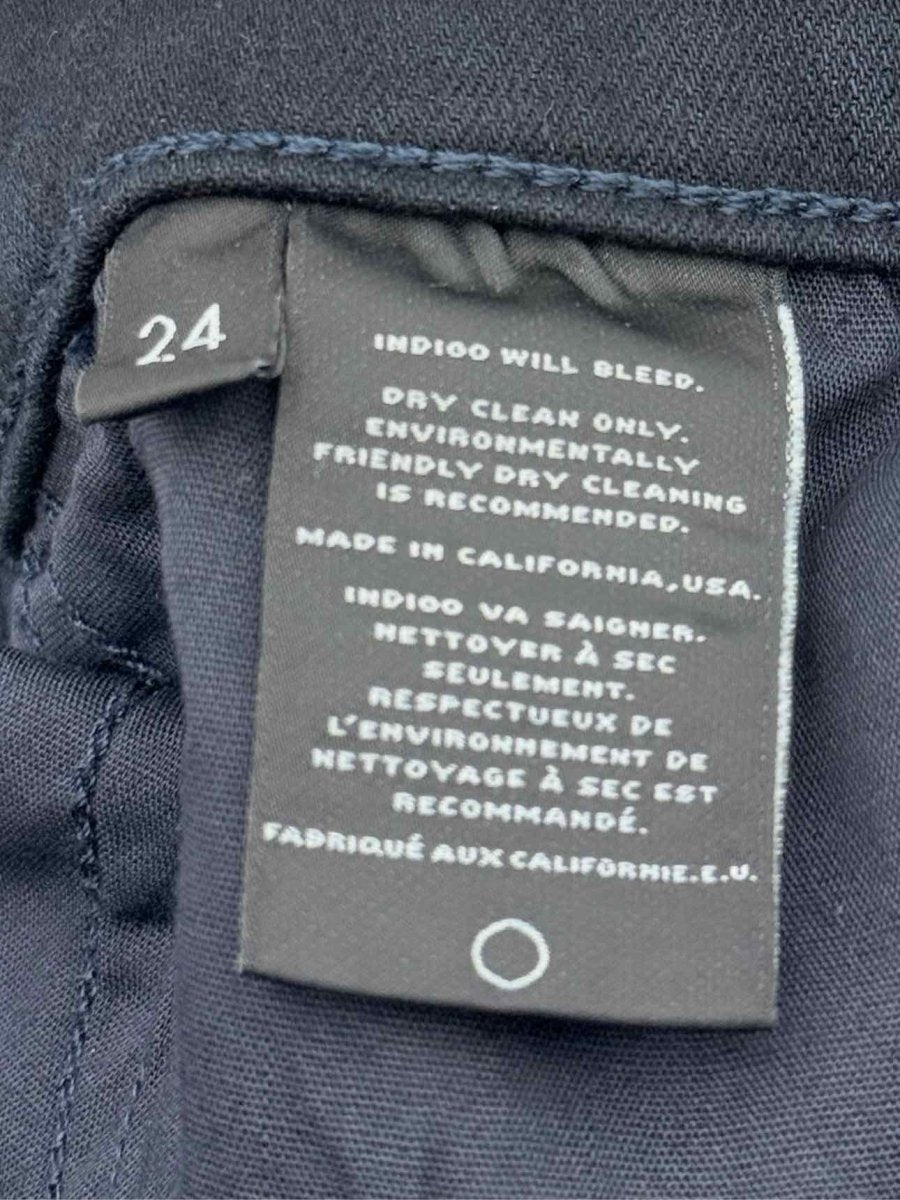 24
INDIGO WILL BLEED.
DRY CLEAN ONLY.
ENVIRONMENTALLY
FRIENDLY DRY CLEANING
IS RECOMMENDED.
MADE IN CALIFORNIA, USA.
INDIGO VA SAIGNER.
NETTOYER À SEC
SEULEMENT.
RESPECTUEUX DE
L'ENVIRONNEMENT DE
NETTOYAGE À SEC EST
RECOMMANDÉ.
FABRIQUÉ AUX CALIFORNIE.E.U.